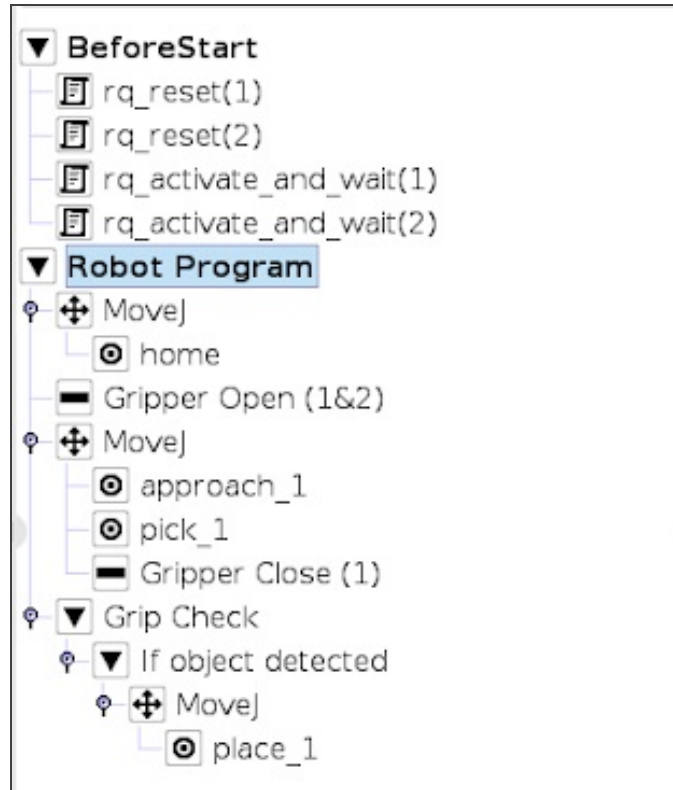 BeforeStart
rq_reset(1)
rq_reset(2)
rq_activate_and_wait(1)
rq_activate_and_wait(2)
Robot Program
MoveJ
home
Gripper Open (1&2)
MoveJ
approach_1
pick_1
Gripper Close (1)
Grip Check
If object detected
MoveJ
place_1